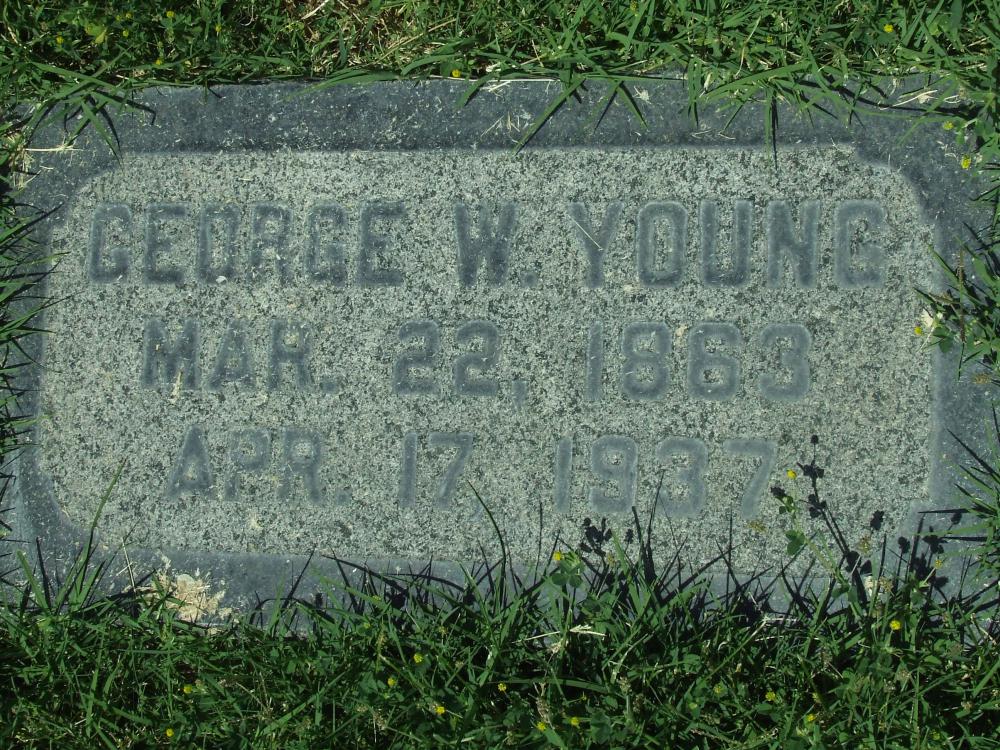 GEORGE W. YOUNG
MAR. 22, 1863
APR. 17 1937